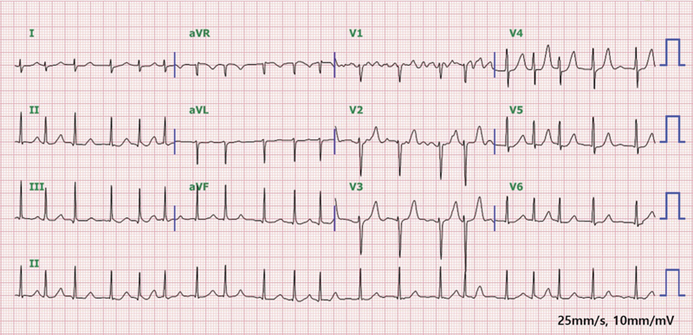 I aVR V1 V4
II aVL V2 V5
III aVF V3 V6
II
25mm/s, 10mm/mV